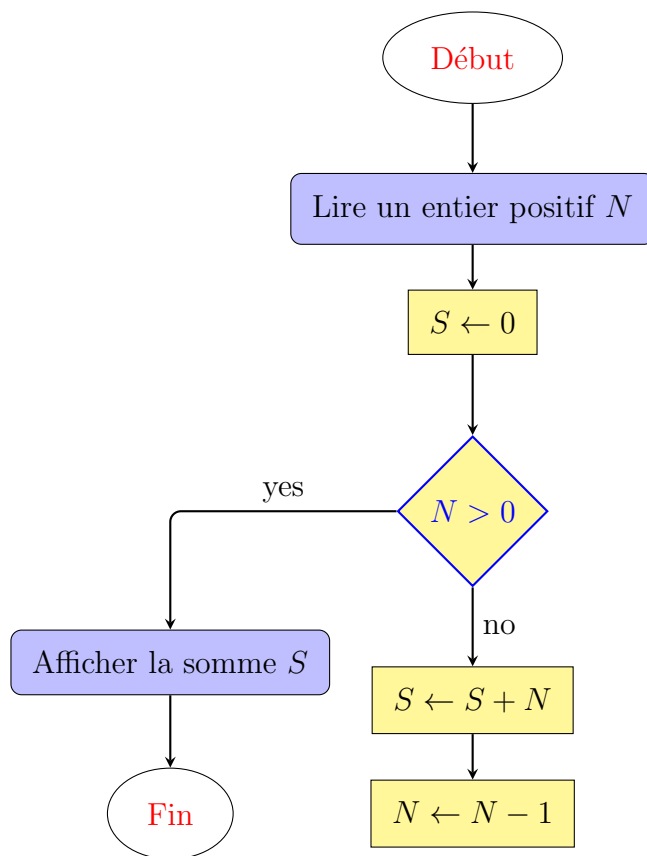 Début
Lire un entier positif N
S ← 0
N > 0
yes
no
Afficher la somme S
S ← S + N
Fin
N ← N − 1